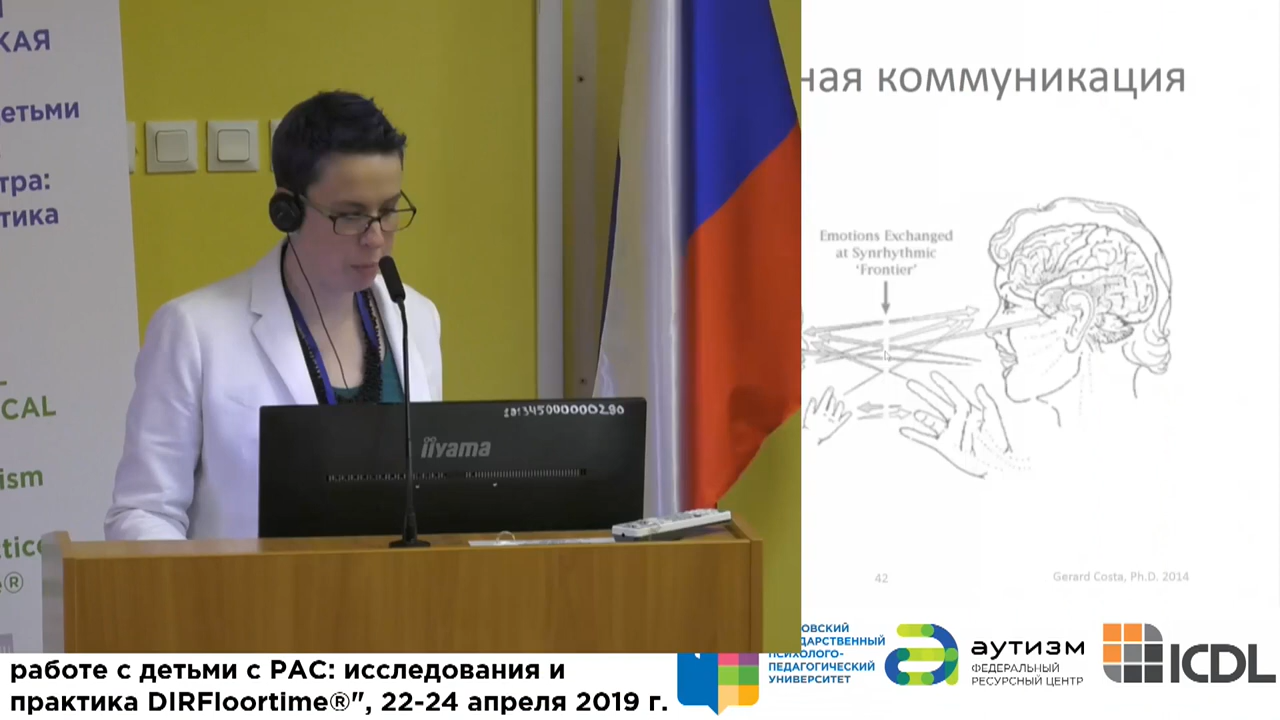 КАЯ
етьми
тра:
тика
CAL
ism
ctice
e®
iiyama
ная коммуникация
Emotions Exchanged
at Synrhythmic
'Frontier'
42
Gerard Costa, Ph.D. 2014
работе с детьми с РАС: исследования и
практика DIRFloortime®", 22-24 апреля 2019 г.
ОВСКИЙ
ДАРСТВЕННЫЙ
ПСИХОЛОГО-
ПЕДАГОГИЧЕСКИЙ
УНИВЕРСИТЕТ
аутизм
ФЕДЕРАЛЬНЫЙ
РЕСУРСНЫЙ ЦЕНТР
ICDL